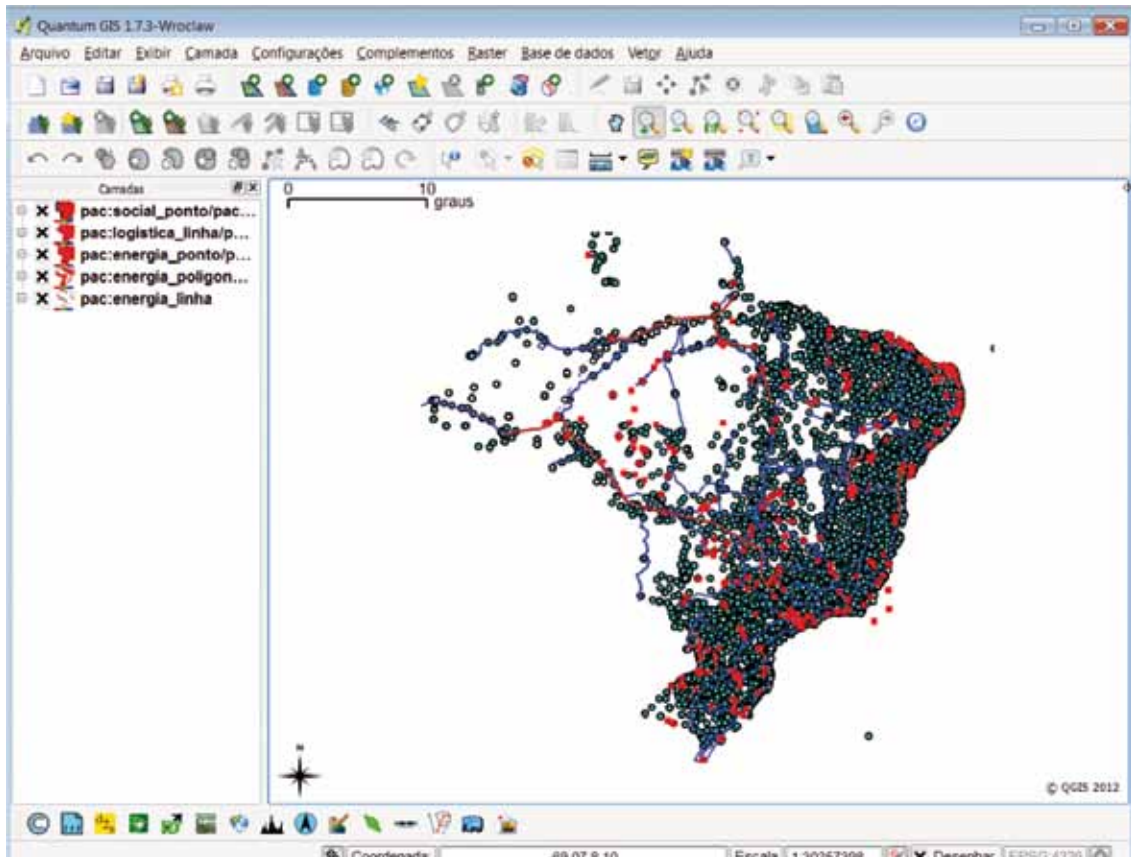 Quantum GIS 1.7.3-Wroclaw
Arquivo Editar Exibir Camada Configurações Complementos Raster Base de dados Vetor Ajuda
Camadas
pac:social_ponto/pac...
pac:logistica_linha/p...
pac:energia_ponto/p...
pac:energia_poligon...
pac:energia_linha
0 10
graus
N
© QGIS 2012
Coordenada: Escala Desenhar